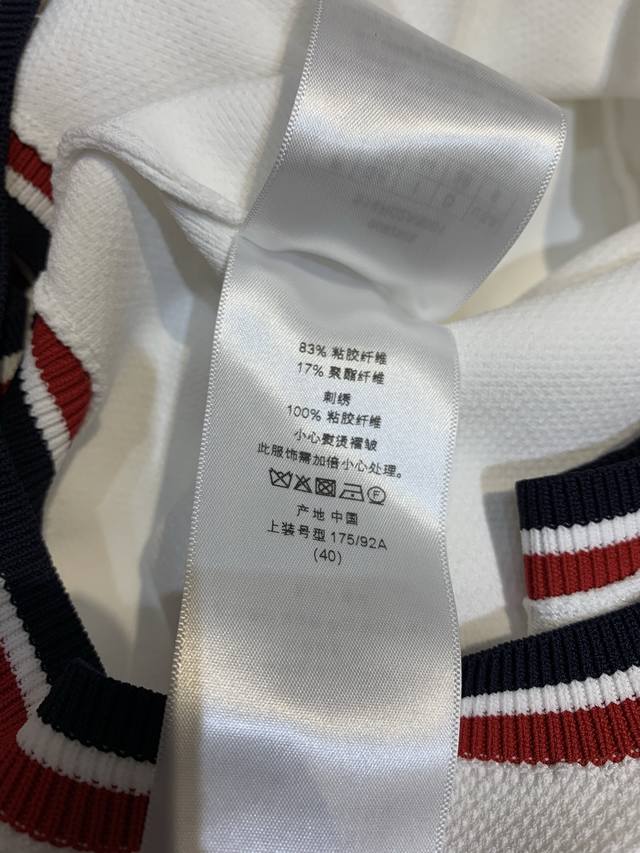 83% 粘胶纤维
17% 聚酯纤维
刺绣
100% 粘胶纤维
小心熨烫褶皱
此服饰需加倍小心处理。
F
产地 中国
上装号型 175/92A
(40)